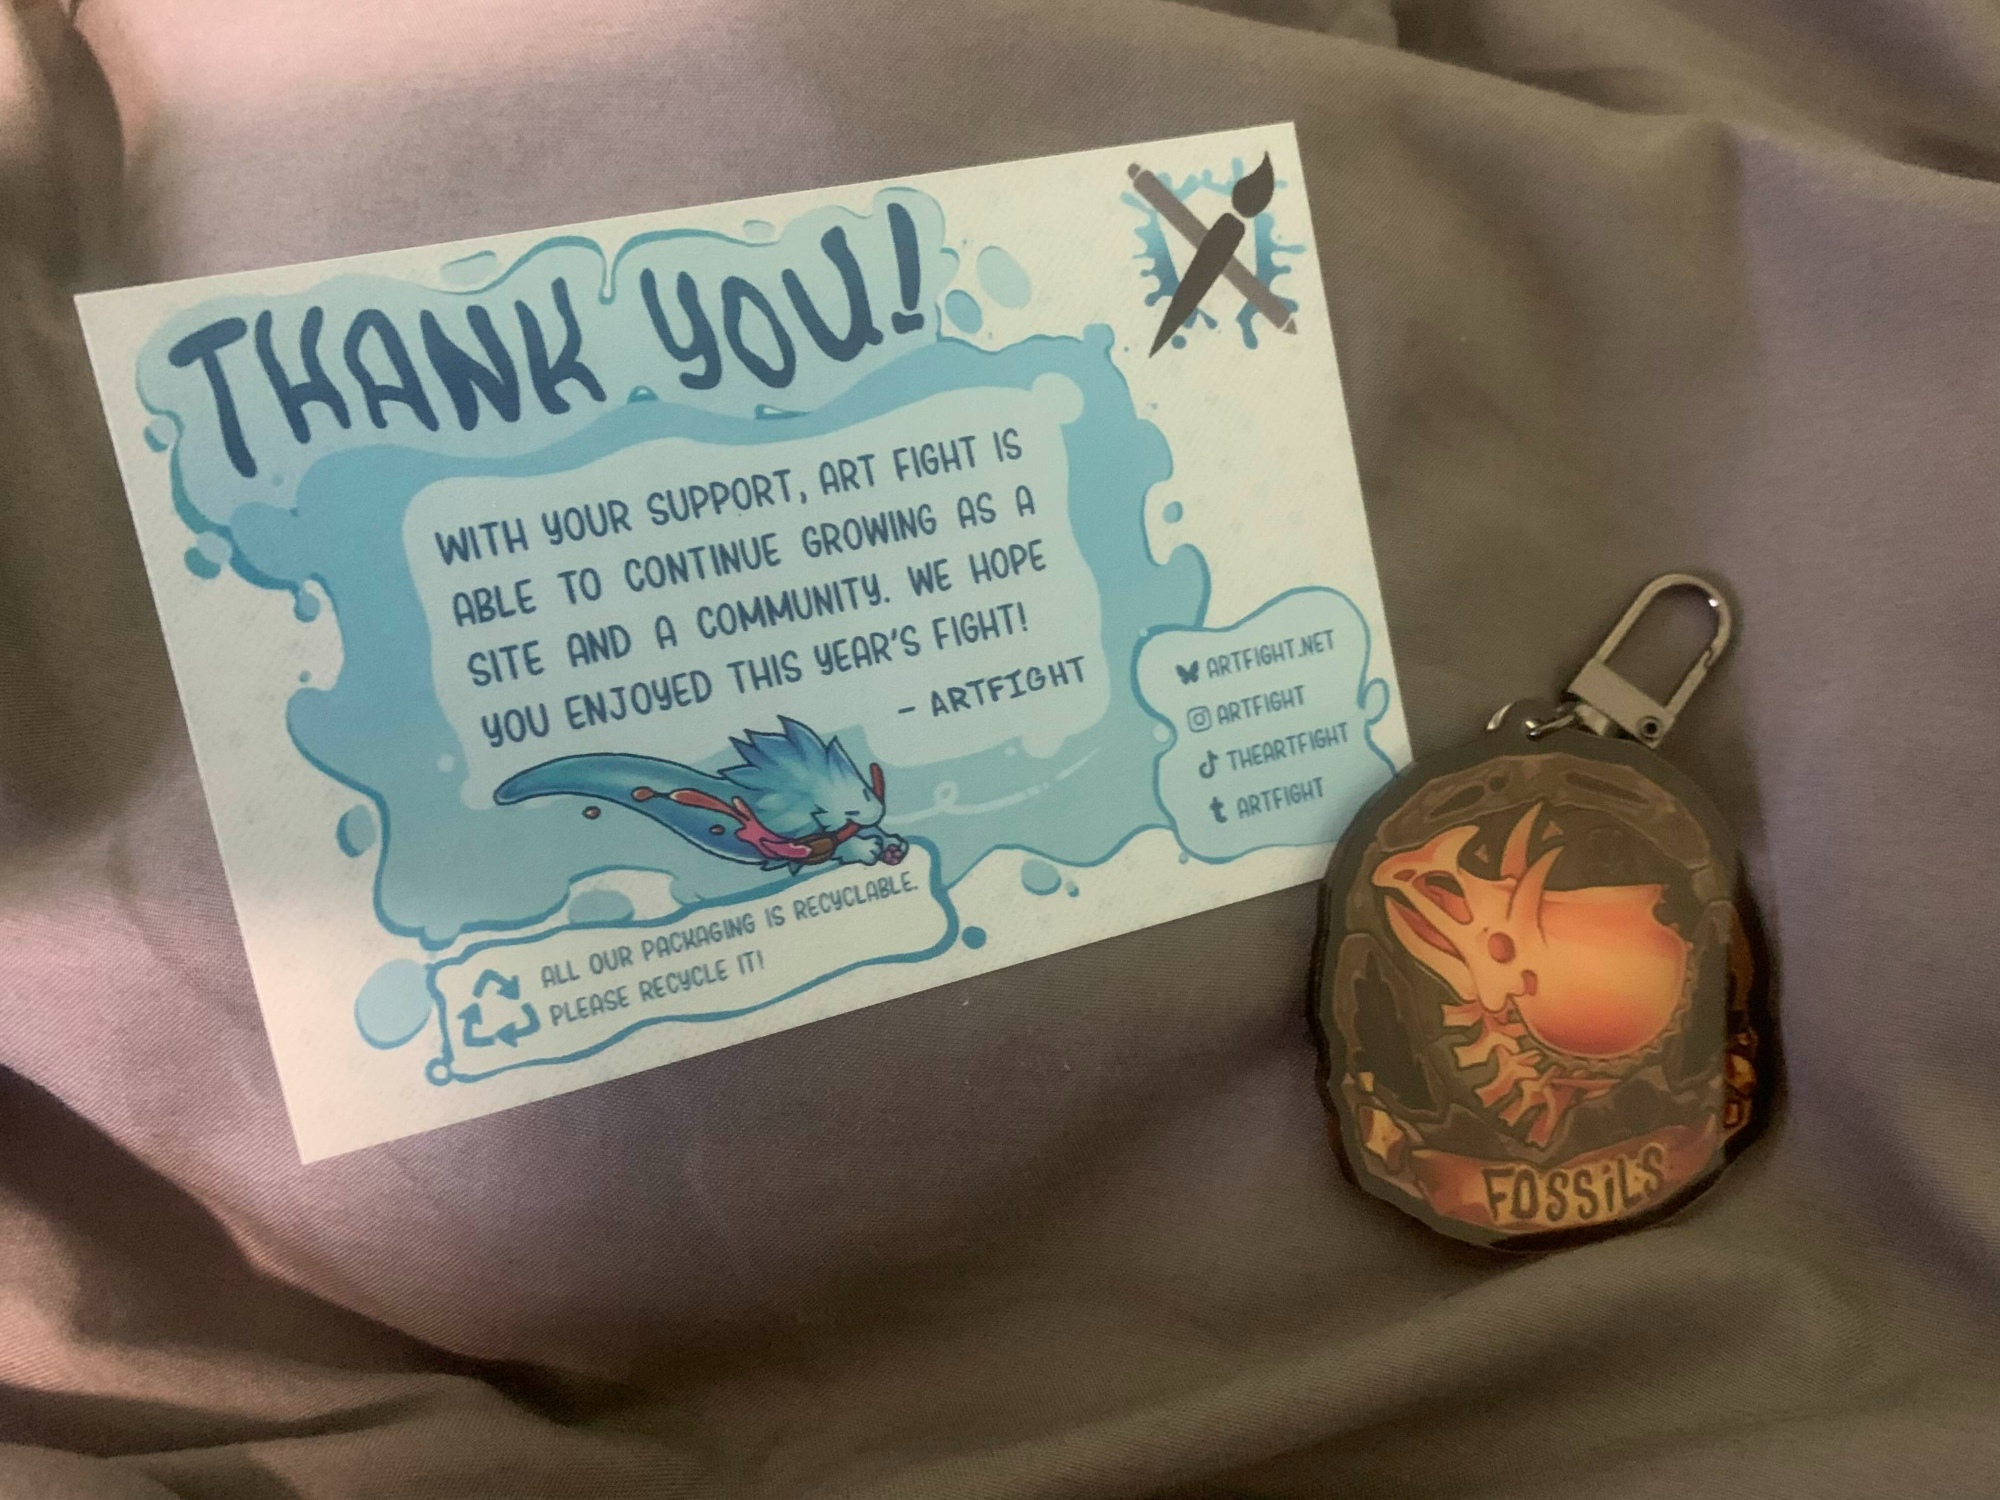 THANK YOU!
WITH YOUR SUPPORT, ART FIGHT IS
ABLE TO CONTINUE GROWING AS A
SITE AND A COMMUNITY. WE HOPE
YOU ENJOYED THIS YEAR'S FIGHT!
- ARTFIGHT
ARTFIGHT.NET
ARTFIGHT
THEARTFIGHT
ARTFIGHT
ALL OUR PACKAGING IS RECYCLABLE.
PLEASE RECYCLE IT!
FOSSiLS